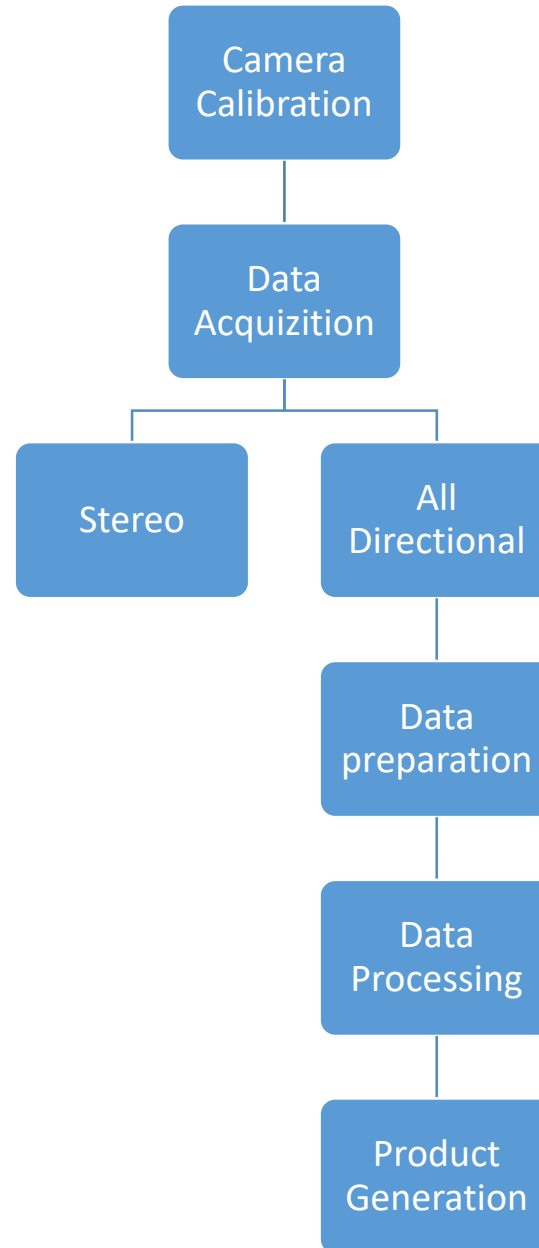 Camera
Calibration
Data
Acquizition
Stereo
All
Directional
Data
preparation
Data
Processing
Product
Generation